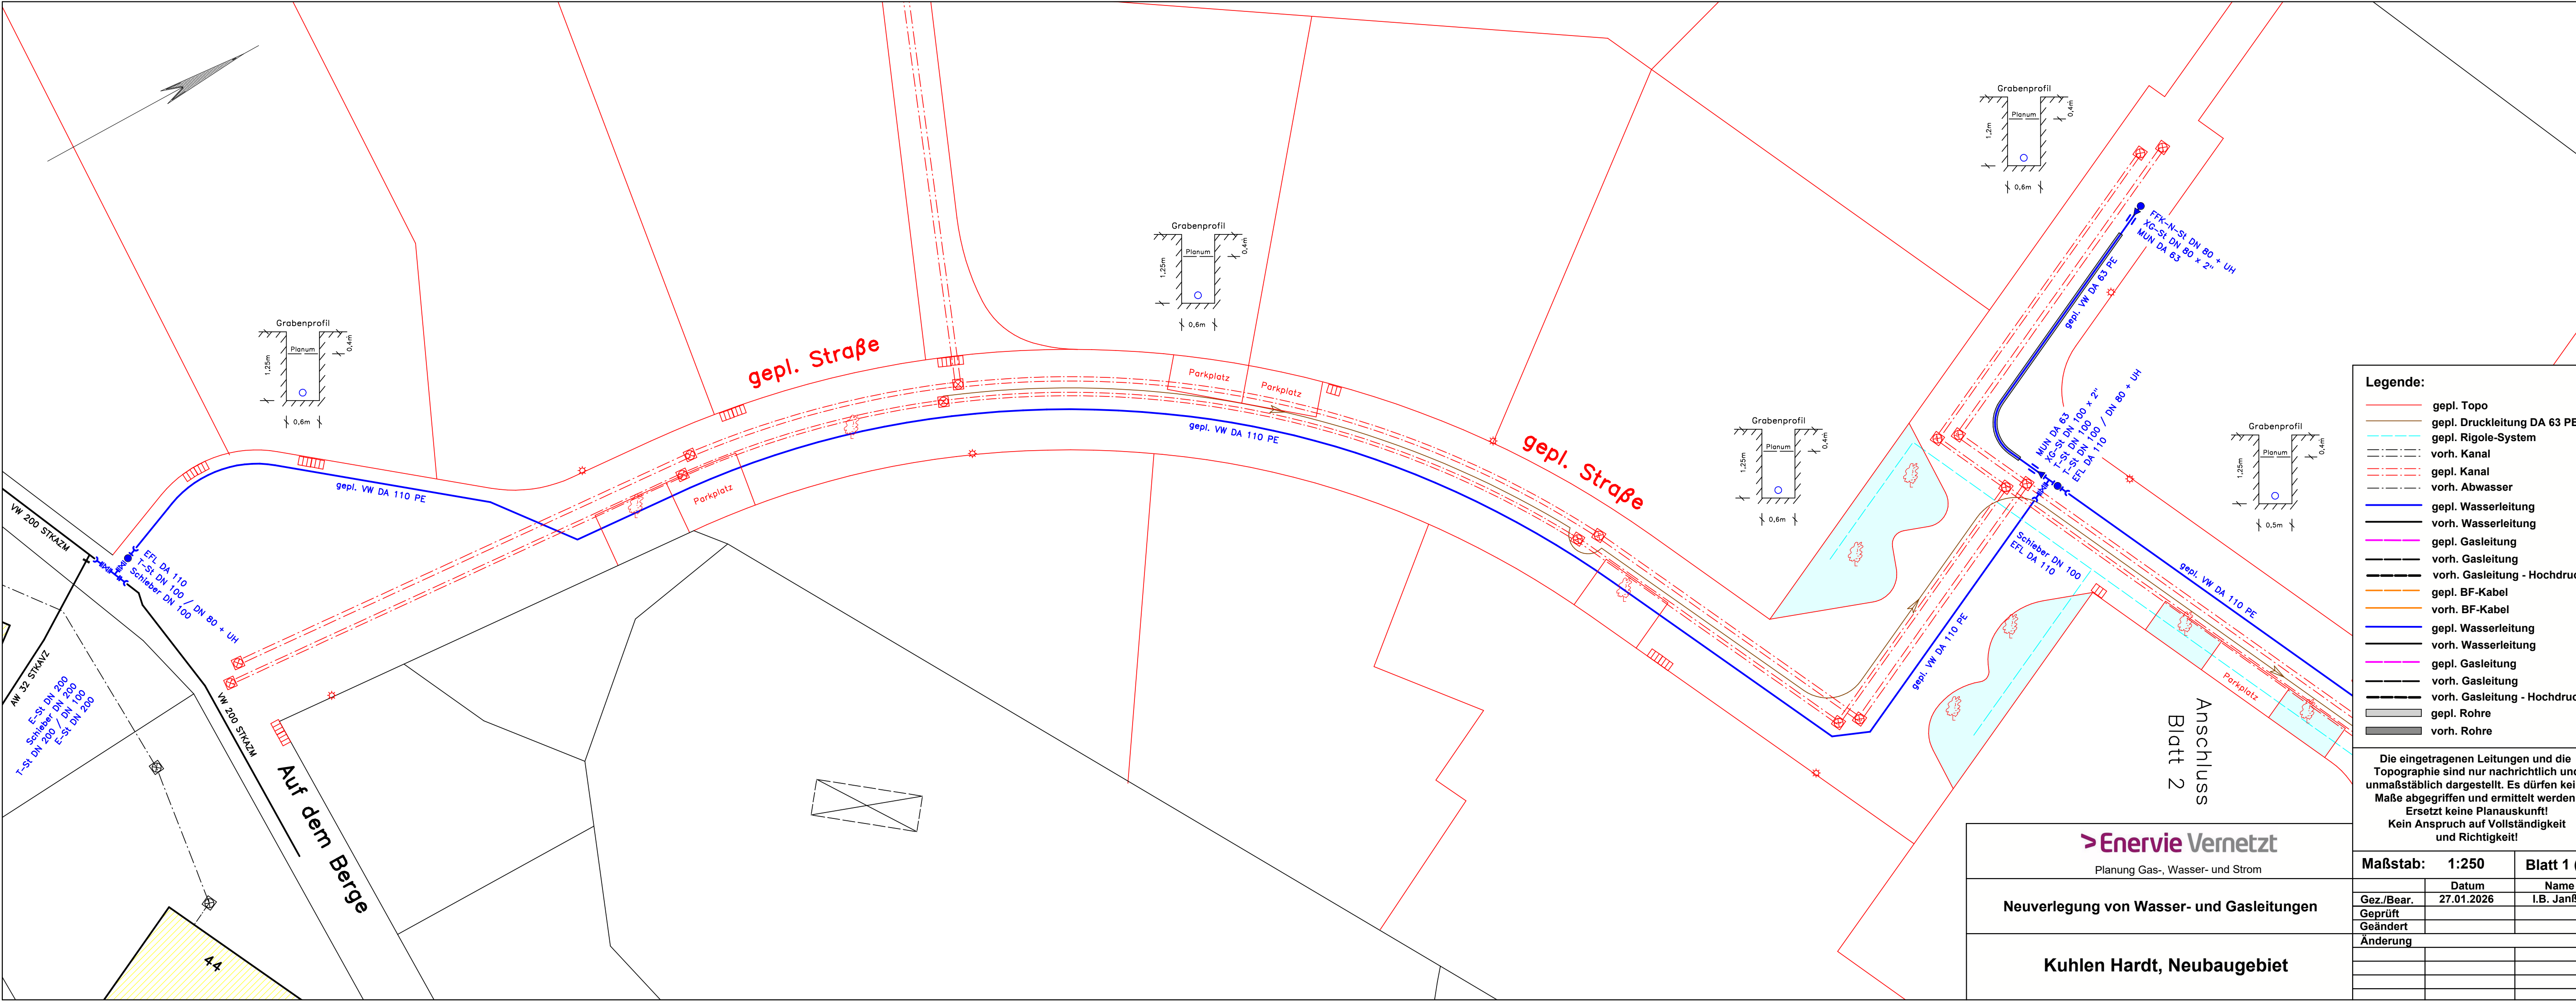 Grabenprofil
Planum
1,25m
0,4m
0,6m
Grabenprofil
Planum
1,25m
0,4m
0,6m
Grabenprofil
Planum
1,2m
0,4m
0,6m
Grabenprofil
Planum
1,25m
0,4m
0,6m
Grabenprofil
Planum
1,25m
0,4m
0,5m
gepl. Straße
gepl. Straße
Parkplatz
Parkplatz
Parkplatz
Parkplatz
gepl. VW DA 110 PE
gepl. VW DA 110 PE
gepl. VW DA 110 PE
gepl. VW DA 110 PE
gepl. VW DA 63 PE
FFK-N-St DN 80 + UH
XG-St DN 80 x 2"
MUN DA 63
MUN DA 63
XG-St DN 100 x 2"
T-St DN 100
T-St DN 100 / DN 80 + UH
EFL DA 110
Schieber DN 100
EFL DA 110
VW 200 STKAZM
EFL DA 110
T-St DN 100 / DN 80 + UH
Schieber DN 100
AW 32 STKAVZ
E-St DN 200
Schieber DN 200
T-St DN 200 / DN 100
E-St DN 200
VW 200 STKAZM
Auf dem Berge
44
Anschluss
Blatt 2
Legende:
gepl. Topo
gepl. Druckleitung DA 63 PE
gepl. Rigole-System
vorh. Kanal
gepl. Kanal
vorh. Abwasser
gepl. Wasserleitung
vorh. Wasserleitung
gepl. Gasleitung
vorh. Gasleitung
vorh. Gasleitung - Hochdruc
gepl. BF-Kabel
vorh. BF-Kabel
gepl. Wasserleitung
vorh. Wasserleitung
gepl. Gasleitung
vorh. Gasleitung
vorh. Gasleitung - Hochdruc
gepl. Rohre
vorh. Rohre
Die eingetragenen Leitungen und die
Topographie sind nur nachrichtlich und
unmaßstäblich dargestellt. Es dürfen kei
Maße abgegriffen und ermittelt werden
Ersetzt keine Planauskunft!
Kein Anspruch auf Vollständigkeit
und Richtigkeit!
>Enervie Vernetzt
Planung Gas-, Wasser- und Strom
Neuverlegung von Wasser- und Gasleitungen
Kuhlen Hardt, Neubaugebiet
Maßstab: 1:250 Blatt 1 (
Datum Name
Gez./Bear. 27.01.2026 I.B. Janß
Geprüft
Geändert
Änderung